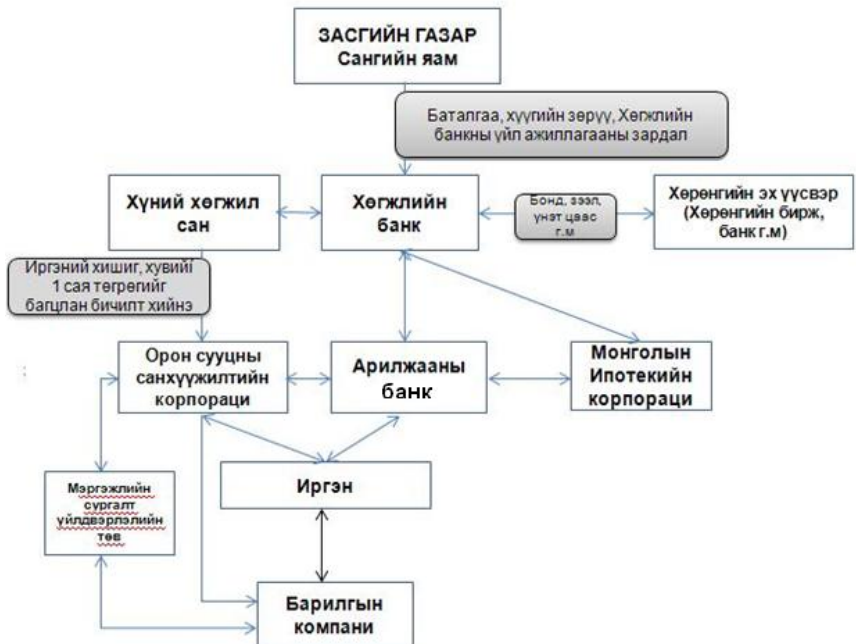 ЗАСГИЙН ГАЗАР
Сангийн яам
Баталгаа, хүүгийн зөрүү, Хөгжлийн
банкны үйл ажиллагааны зардал
Хүний хөгжил
сан
Хөгжлийн
банк
Бонд, зээл,
үнэт цаас
г.м
Хөрөнгийн эх үүсвэр
(Хөрөнгийн бирж,
банк г.м)
Иргэний хишиг, хувийг
1 сая төгрөгийг
багцлан бичилт хийнэ
Орон сууцны
санхүүжилтийн
корпораци
Арилжааны
банк
Монголын
Ипотекийн
корпораци
Мэргэжлийн
сургалт
үйлдвэрлэлийн
төв
Иргэн
Барилгын
компани